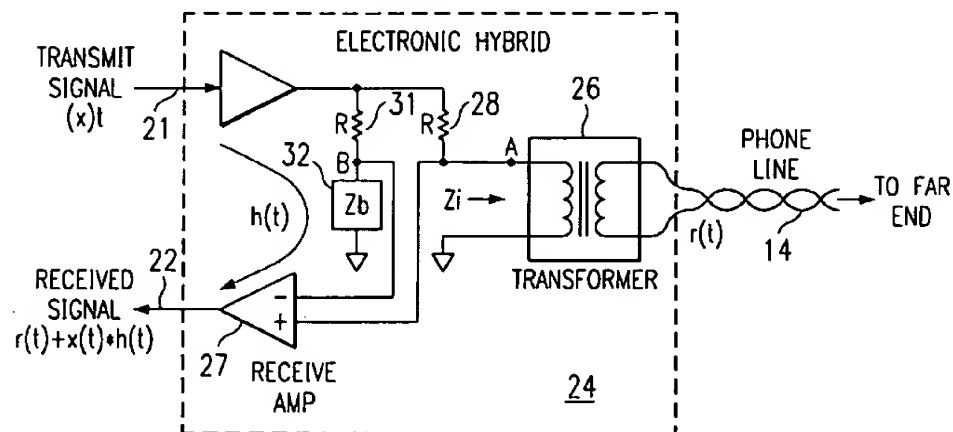 ELECTRONIC HYBRID
TRANSMIT
SIGNAL
(x)t
21
R
31
R
28
26
A
B
32
Zb
h(t)
Zi
TRANSFORMER
PHONE
LINE
r(t)
14
TO FAR
END
22
RECEIVED
SIGNAL
r(t)+x(t)*h(t)
-
+
27
RECEIVE
AMP
24